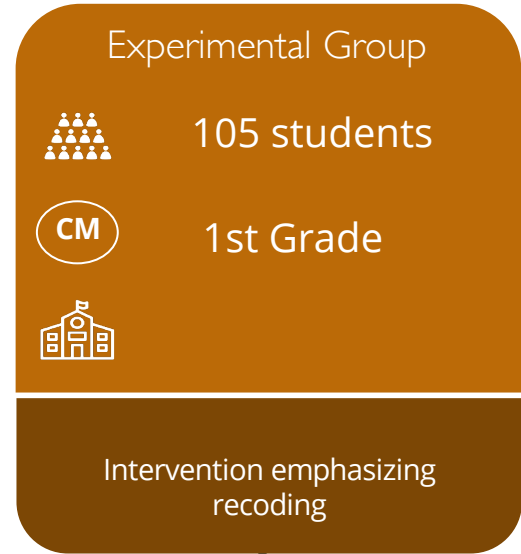 Experimental Group
105 students
CM
1st Grade
Intervention emphasizing
recoding